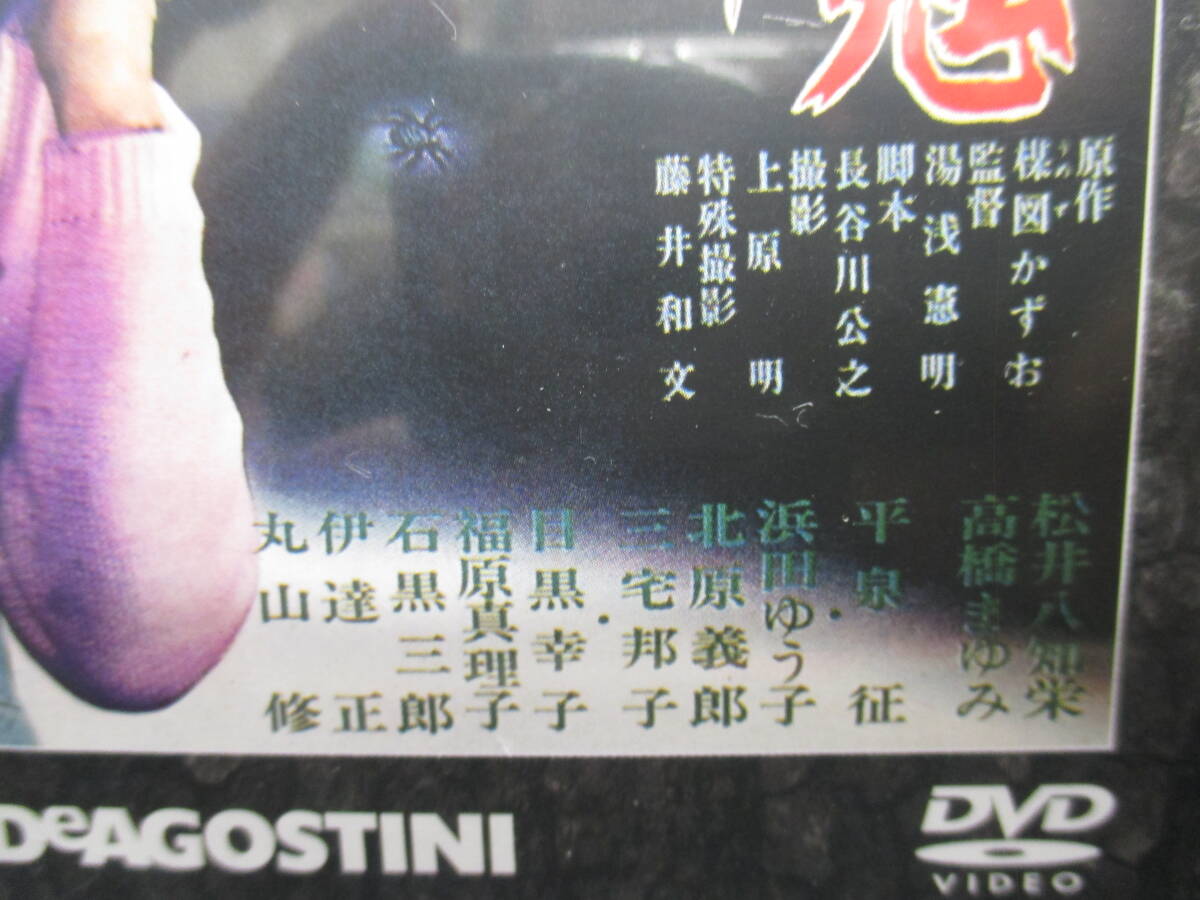 原作
楳図かずお
うめず
監督
湯浅憲明
脚本
長谷川公之
撮影
上原明
特殊撮影
藤井和文
松井八知栄
高橋まゆみ
平泉征
浜田ゆう子
北原義郎
三宅邦子
目黒幸子
福原真理子
石黒三郎
伊達正
丸山修
DeAGOSTINI
DVD
VIDEO